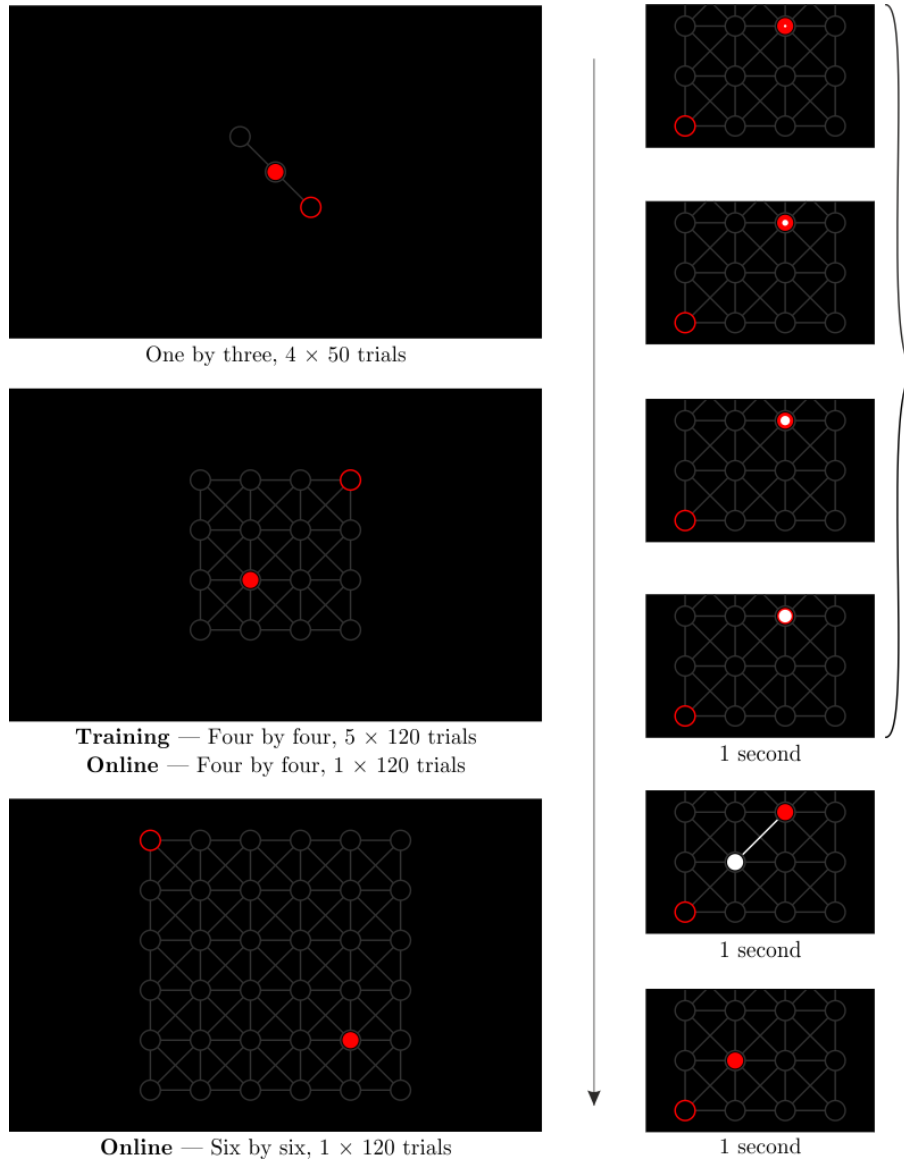 One by three, 4 × 50 trials
Training — Four by four, 5 × 120 trials
Online — Four by four, 1 × 120 trials
Online — Six by six, 1 × 120 trials
1 second
1 second
1 second